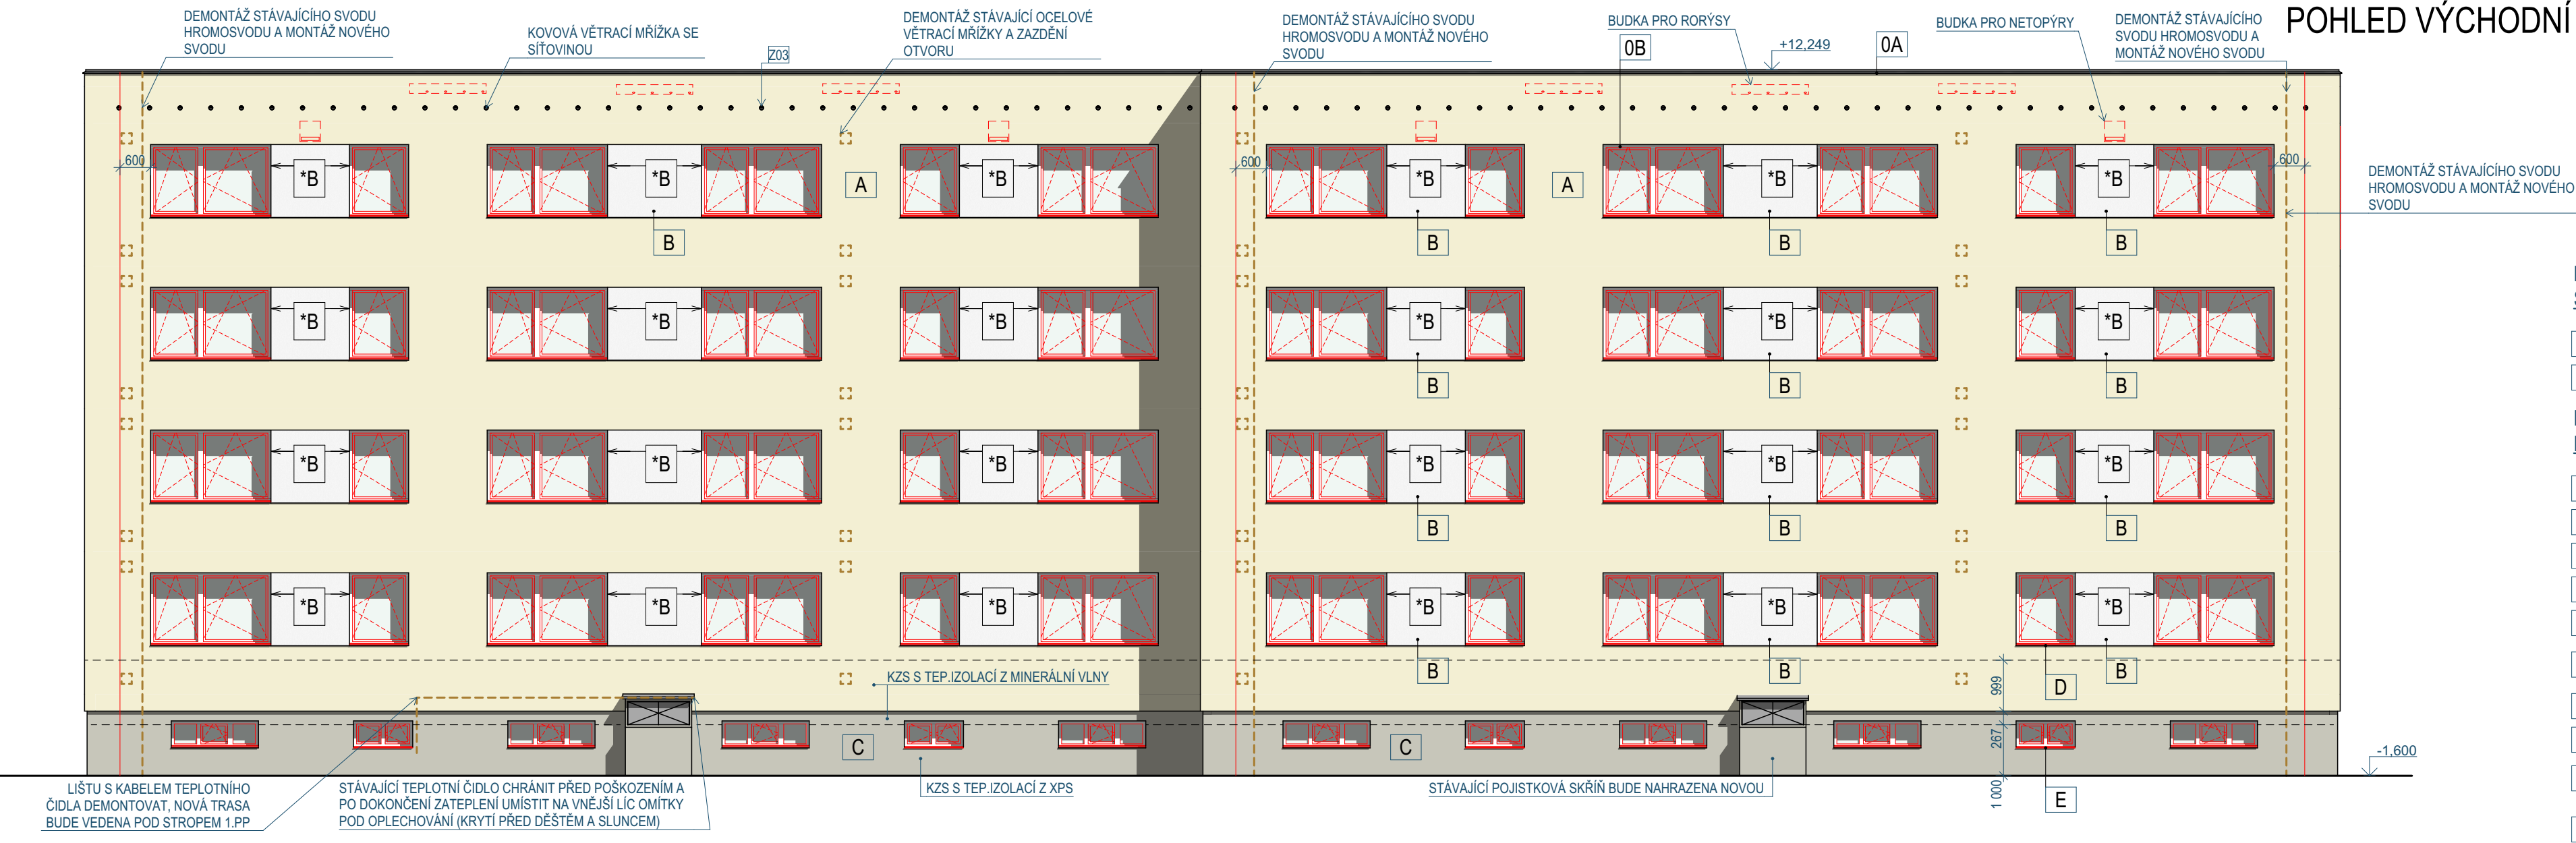 POHLED VÝCHODNÍ
DEMONTÁŽ STÁVAJÍCÍHO SVODU
HROMOSVODU A MONTÁŽ NOVÉHO
SVODU
KOVOVÁ VĚTRACÍ MŘÍŽKA SE
SÍŤOVINOU
Z03
DEMONTÁŽ STÁVAJÍCÍ OCELOVÉ
VĚTRACÍ MŘÍŽKY A ZAZDĚNÍ
OTVORU
DEMONTÁŽ STÁVAJÍCÍHO SVODU
HROMOSVODU A MONTÁŽ NOVÉHO
SVODU
BUDKA PRO RORÝSY
0B
+12,249
0A
BUDKA PRO NETOPÝRY
DEMONTÁŽ STÁVAJÍCÍHO
SVODU HROMOSVODU A
MONTÁŽ NOVÉHO SVODU
DEMONTÁŽ STÁVAJÍCÍHO SVODU
HROMOSVODU A MONTÁŽ NOVÉHO
SVODU
600
600
600
*B
*B
A
*B
*B
A
*B
*B
B
B
B
B
*B
*B
*B
*B
*B
*B
B
B
B
*B
*B
*B
*B
*B
*B
B
B
B
*B
*B
*B
*B
*B
*B
B
B
D
B
KZS S TEP.IZOLACÍ Z MINERÁLNÍ VLNY
999
267
1 000
C
C
-1,600
E
LIŠTU S KABELEM TEPLOTNÍHO
ČIDLA DEMONTOVAT, NOVÁ TRASA
BUDE VEDENA POD STROPEM 1.PP
STÁVAJÍCÍ TEPLOTNÍ ČIDLO CHRÁNIT PŘED POŠKOZENÍM A
PO DOKONČENÍ ZATEPLENÍ UMÍSTIT NA VNĚJŠÍ LÍC OMÍTKY
POD OPLECHOVÁNÍ (KRYTÍ PŘED DĚŠTĚM A SLUNCEM)
KZS S TEP.IZOLACÍ Z XPS
STÁVAJÍCÍ POJISTKOVÁ SKŘÍŇ BUDE NAHRAZENA NOVOU